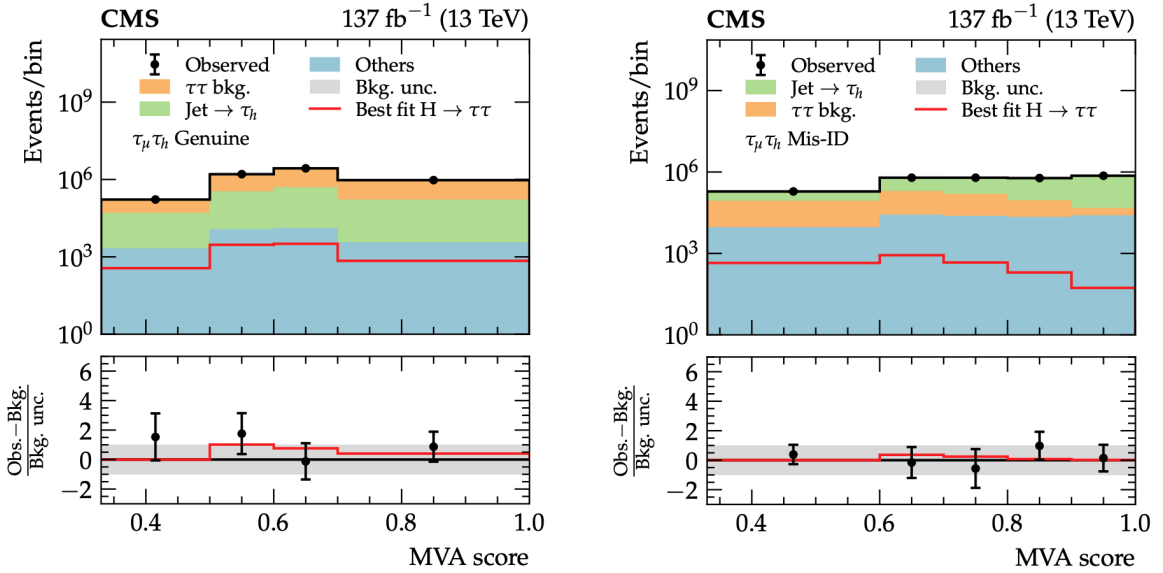 CMS 137 fb⁻¹ (13 TeV)
Events/bin
10⁹
10⁶
10³
10⁰
Observed
ττ bkg.
Jet → τₕ
Others
Bkg. unc.
Best fit H → ττ
τ_μ τₕ Genuine
Obs.−Bkg.
Bkg. unc.
6
4
2
0
−2
0.4 0.6 0.8 1.0
MVA score
CMS 137 fb⁻¹ (13 TeV)
Events/bin
10⁹
10⁶
10³
10⁰
Observed
Jet → τₕ
ττ bkg.
Others
Bkg. unc.
Best fit H → ττ
τ_μ τₕ Mis-ID
Obs.−Bkg.
Bkg. unc.
6
4
2
0
−2
0.4 0.6 0.8 1.0
MVA score